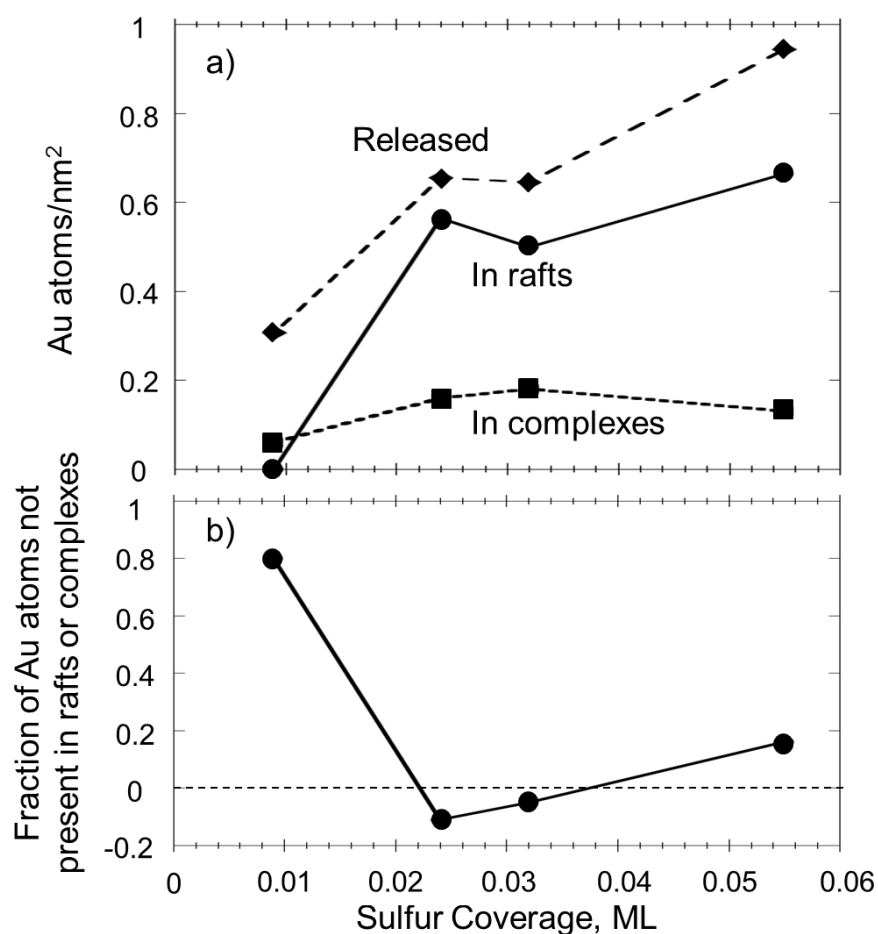 a)
1
0.8
0.6
0.4
0.2
0
Au atoms/nm²
Released
In rafts
In complexes
b)
1
0.8
0.6
0.4
0.2
0
-0.2
Fraction of Au atoms not
present in rafts or complexes
0 0.01 0.02 0.03 0.04 0.05 0.06
Sulfur Coverage, ML